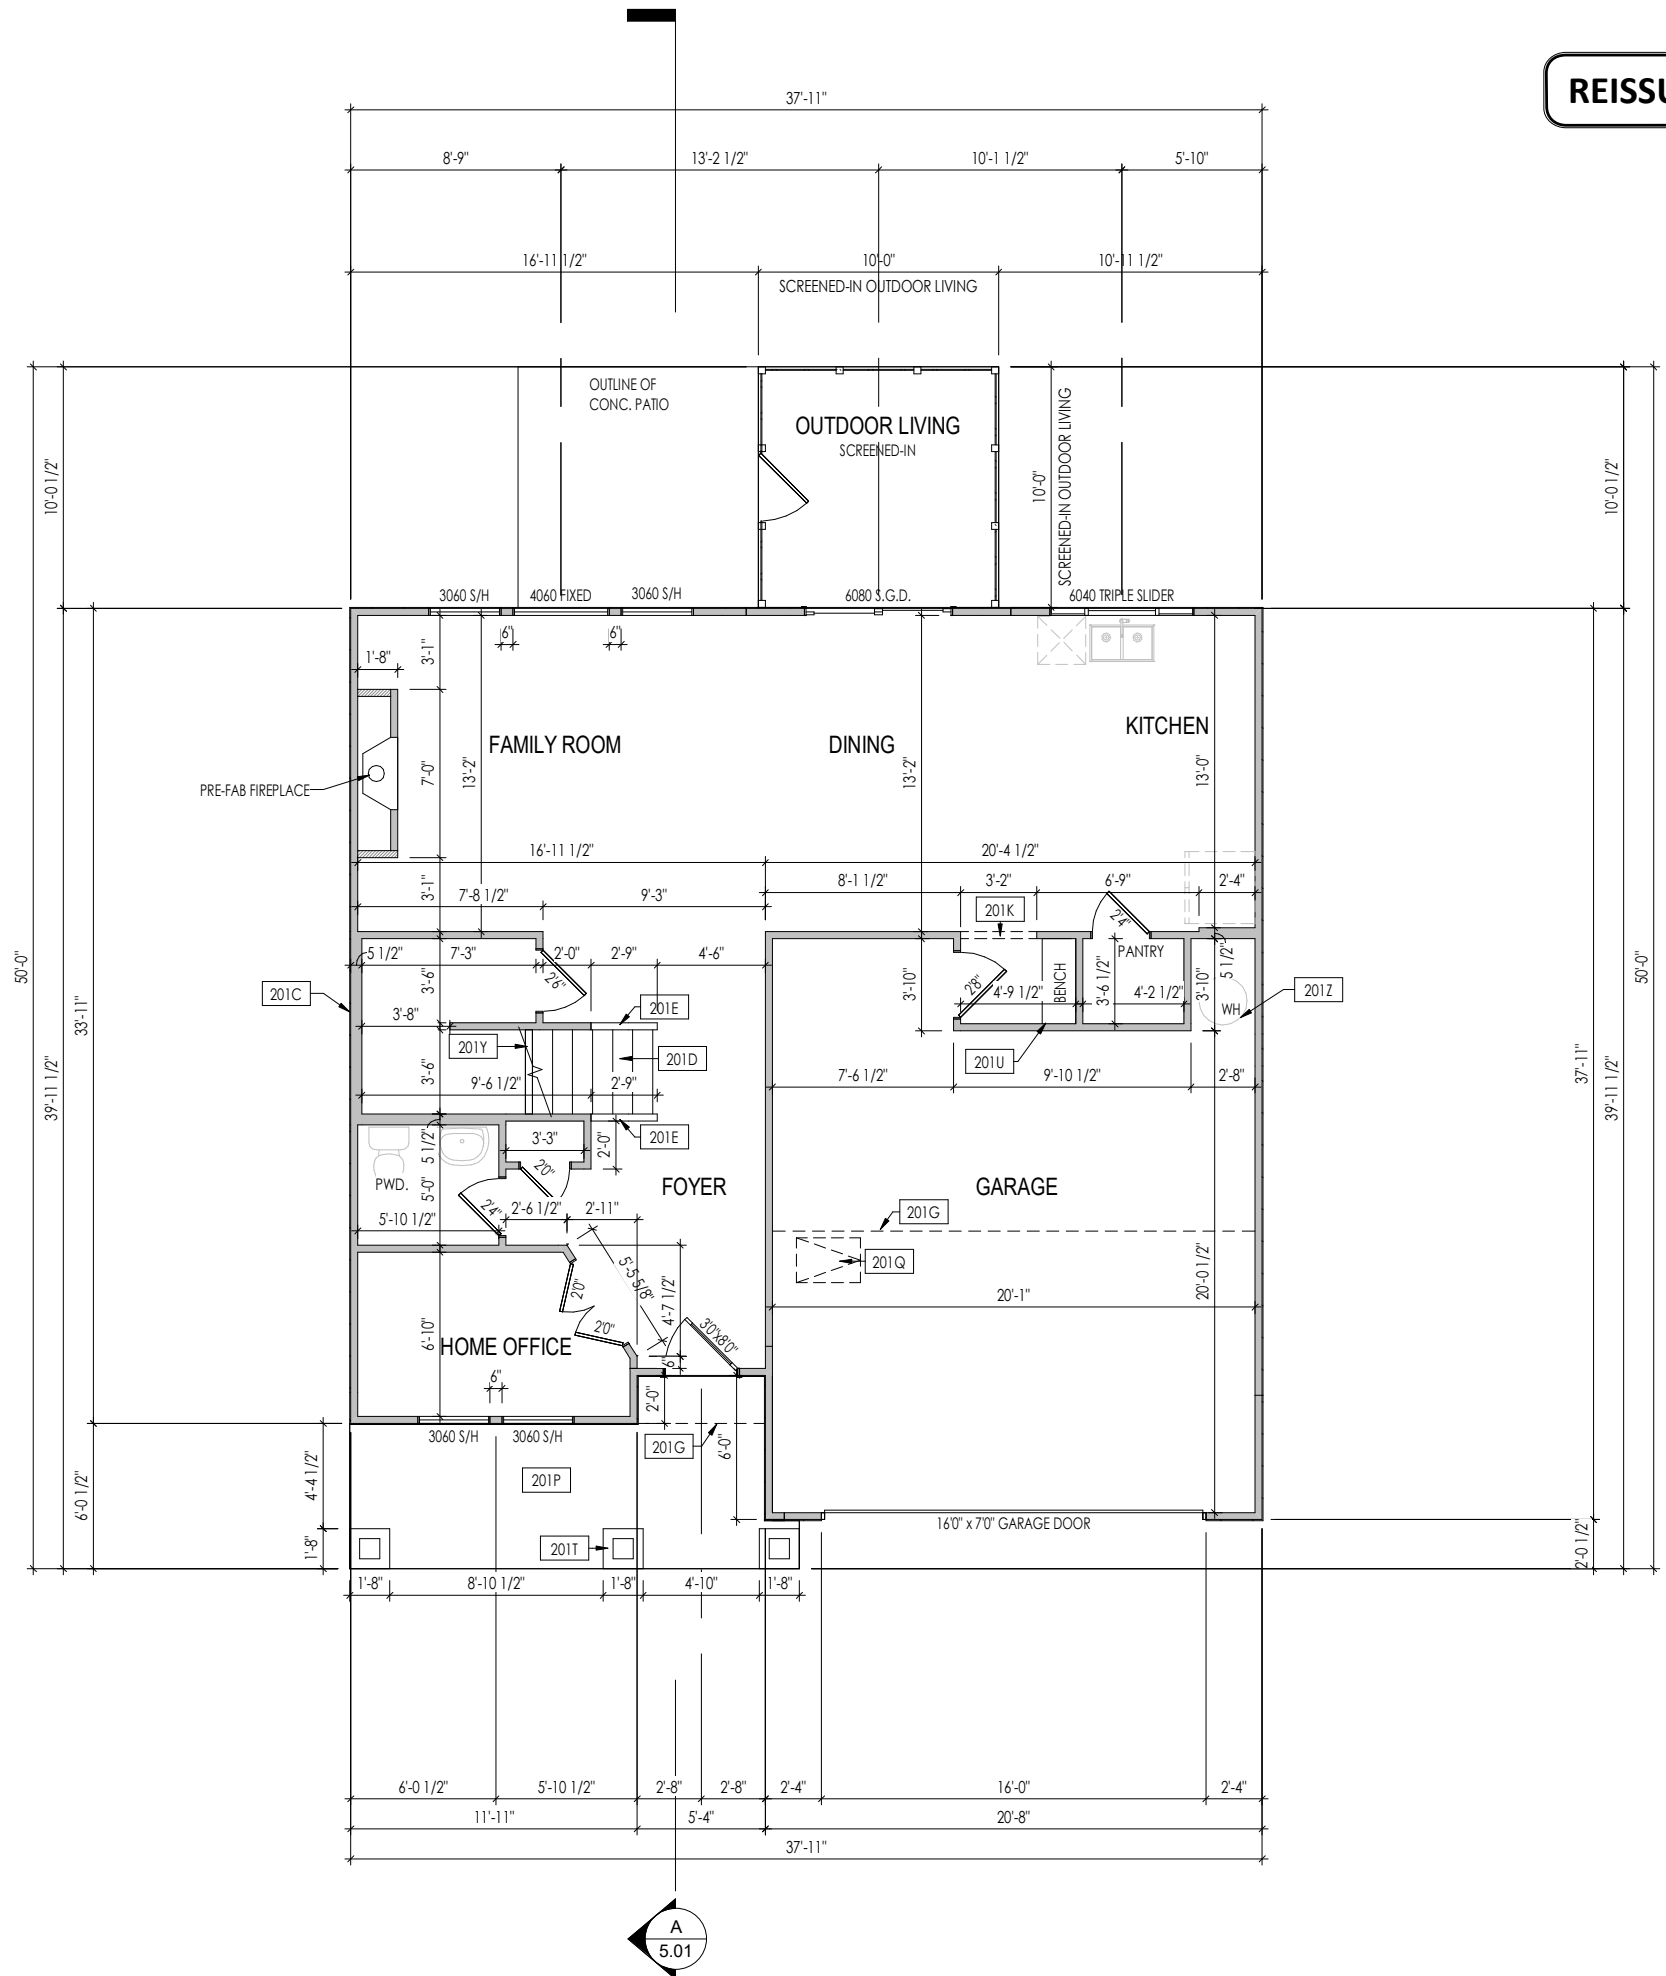 REISSU
37'-11"
8'-9"
13'-2 1/2"
10'-1 1/2"
5'-10"
16'-11 1/2"
10'-0"
10'-11 1/2"
SCREENED-IN OUTDOOR LIVING
OUTLINE OF
CONC. PATIO
OUTDOOR LIVING
SCREENED-IN
10'-0"
SCREENED-IN OUTDOOR LIVING
10'-0 1/2"
10'-0 1/2"
3060 S/H
4060 FIXED
3060 S/H
6080 S.G.D.
6040 TRIPLE SLIDER
6"
6"
3'-1"
1'-8"
FAMILY ROOM
DINING
KITCHEN
7'-0"
13'-2"
13'-2"
13'-0"
PRE-FAB FIREPLACE
16'-11 1/2"
20'-4 1/2"
3'-1"
7'-8 1/2"
9'-3"
8'-1 1/2"
3'-2"
6'-9"
2'-4"
201K
2'4"
5 1/2"
7'-3"
2'-0"
2'-9"
4'-6"
PANTRY
5 1/2"
50'-0"
50'-0"
3'-6"
2'6"
3'-10"
2'8"
4'-9 1/2"
BENCH
3'-6 1/2"
4'-2 1/2"
3'-10"
WH
201Z
201C
33'-11"
3'-8"
201E
201Y
201D
201U
3'-6"
9'-6 1/2"
2'-9"
7'-6 1/2"
9'-10 1/2"
2'-8"
39'-11 1/2"
37'-11"
39'-11 1/2"
5 1/2"
3'-3"
2'-0"
201E
PWD.
5'-0"
2'0"
FOYER
GARAGE
5'-10 1/2"
2'4"
2'-6 1/2"
2'-11"
201G
201Q
5'-5 5/8"
4'-7 1/2"
20'-0 1/2"
2'0"
20'-1"
6'-10"
HOME OFFICE
2'0"
3'0"x8'0"
6"
6"
2'-0"
3060 S/H
3060 S/H
201G
6'-0"
201P
6'-0 1/2"
4'-4 1/2"
16'0" x 7'0" GARAGE DOOR
2'-0 1/2"
1'-8"
201T
1'-8"
8'-10 1/2"
1'-8"
4'-10"
1'-8"
6'-0 1/2"
5'-10 1/2"
2'-8"
2'-8"
2'-4"
16'-0"
2'-4"
11'-11"
5'-4"
20'-8"
37'-11"
A
5.01